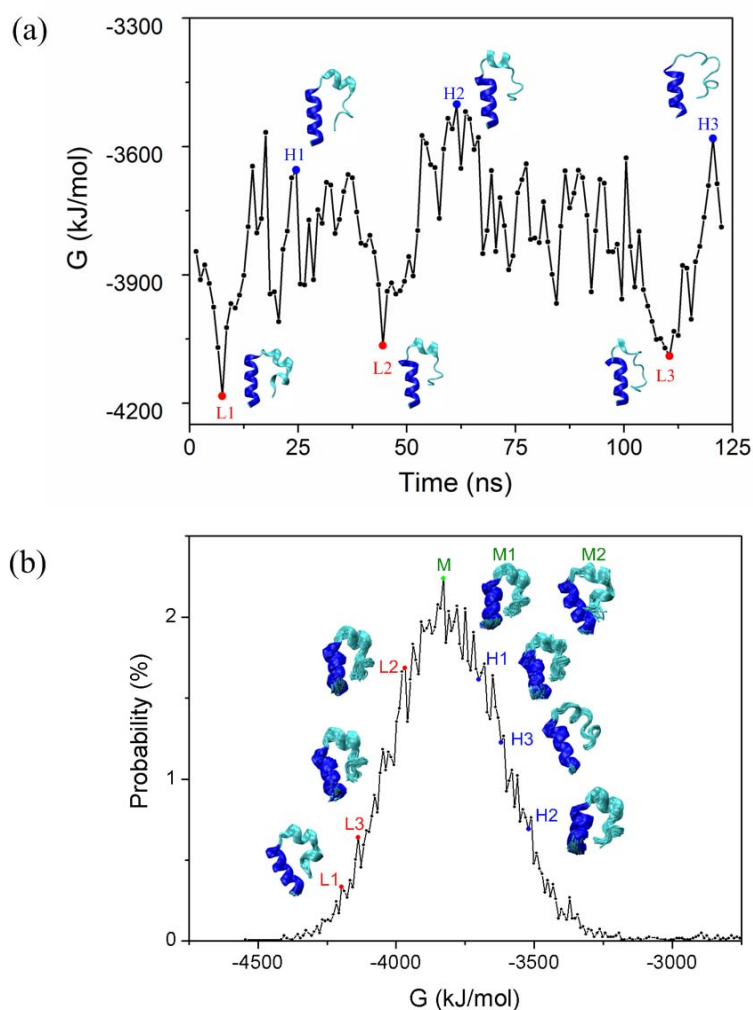 (a)
-3300
-3600
-3900
-4200
G (kJ/mol)
H1
H2
H3
L1
L2
L3
0 25 50 75 100 125
Time (ns)
(b)
2
1
0
Probability (%)
M M1 M2
L2
H1
H3
L3
H2
L1
-4500 -4000 -3500 -3000
G (kJ/mol)